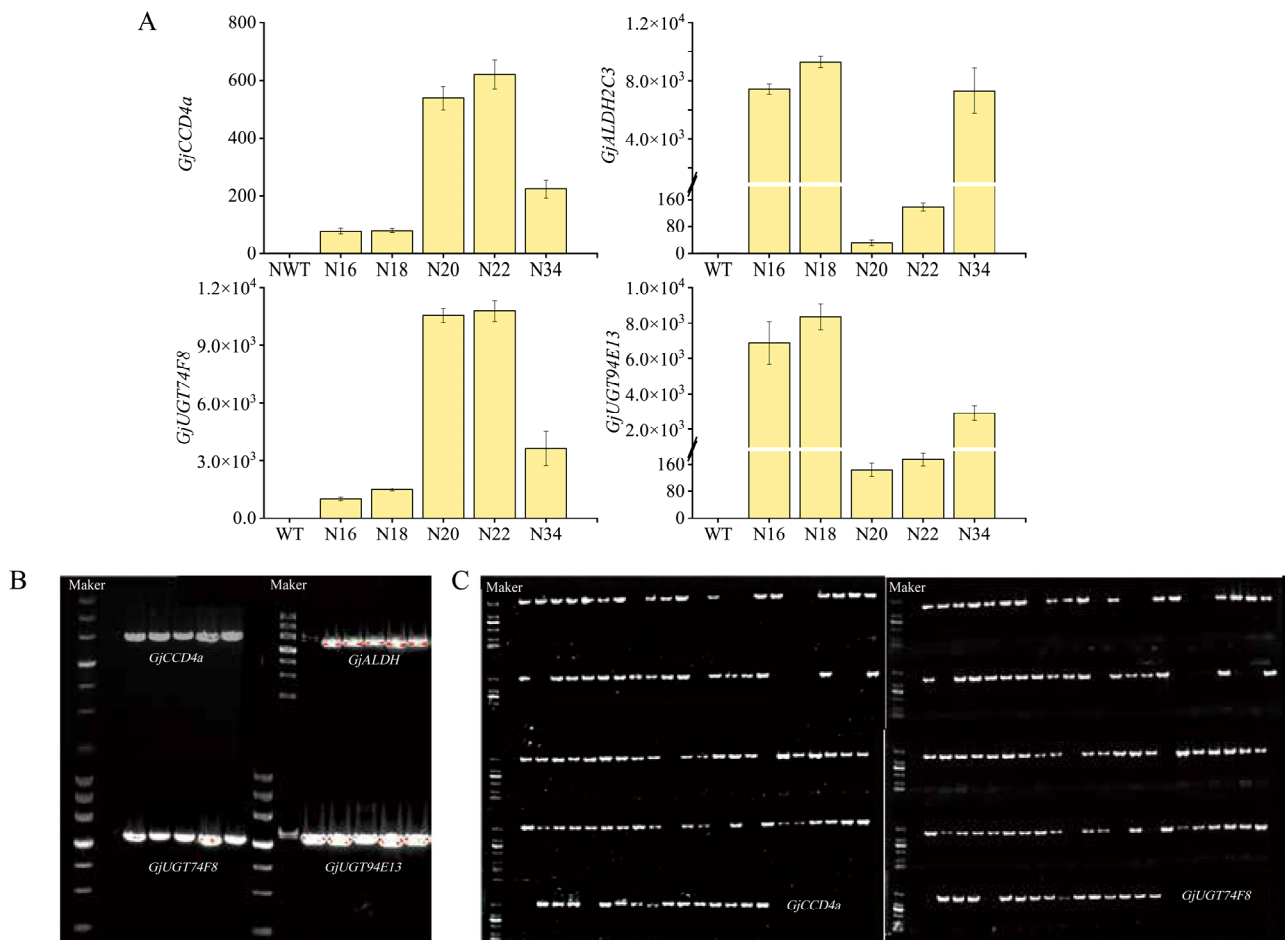 A
800
600
400
200
0
GjCCD4a
NWT N16 N18 N20 N22 N34
1.2×10⁴
8.0×10³
4.0×10³
160
80
0
GjALDH2C3
WT N16 N18 N20 N22 N34
1.2×10⁴
9.0×10³
6.0×10³
3.0×10³
0.0
GjUGT74F8
WT N16 N18 N20 N22 N34
1.0×10⁴
8.0×10³
6.0×10³
4.0×10³
2.0×10³
160
80
0
GjUGT94E13
WT N16 N18 N20 N22 N34
B
Maker Maker
GjCCD4a GjALDH
GjUGT74F8 GjUGT94E13
C
Maker Maker
GjCCD4a GjUGT74F8